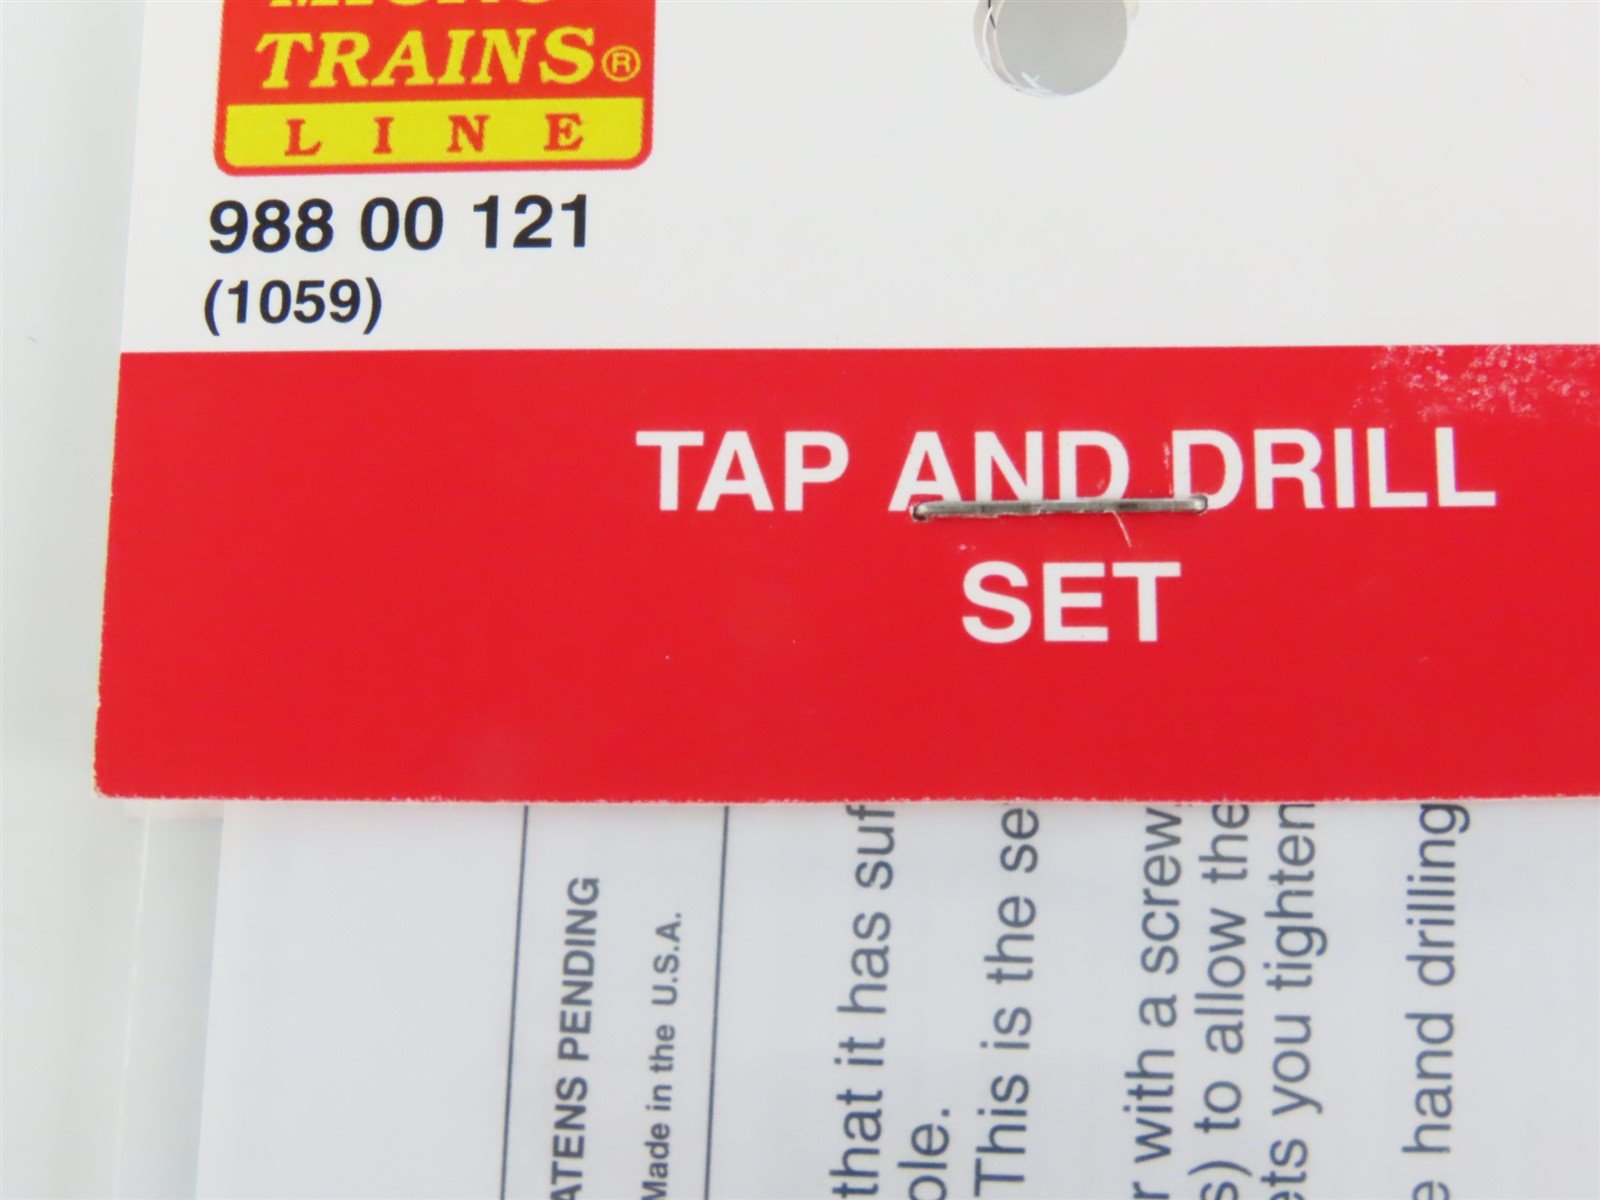 TRAINS®
LINE
988 00 121
(1059)
TAP AND DRILL
SET
ATENS PENDING
Made in the U.S.A.
that it has suf
ole.
This is the se
r with a screw
s) to allow the
ets you tighten
e hand drilling